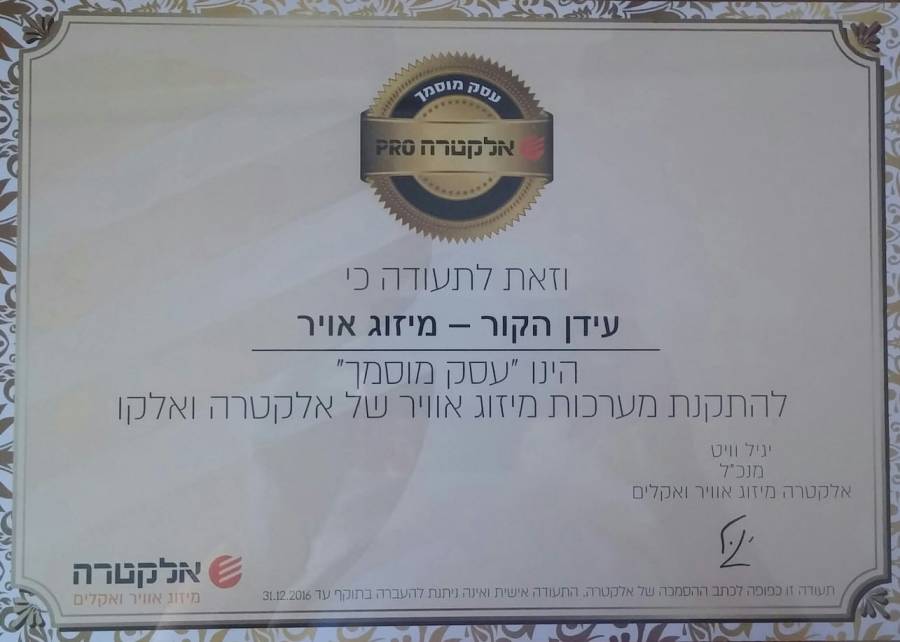 עסק מוסמך
אלקטרה PRO
וזאת לתעודה כי
עידן הקור – מיזוג אויר
הינו "עסק מוסמך"
להתקנת מערכות מיזוג אוויר של אלקטרה ואלקו
יגיל וויט
מנכ"ל
אלקטרה מיזוג אוויר ואקלים
אלקטרה
מיזוג אוויר ואקלים
תעודה זו כפופה לכתב ההסמכה של אלקטרה. התעודה אישית ואינה ניתנת להעברה בתוקף עד 31.12.2016